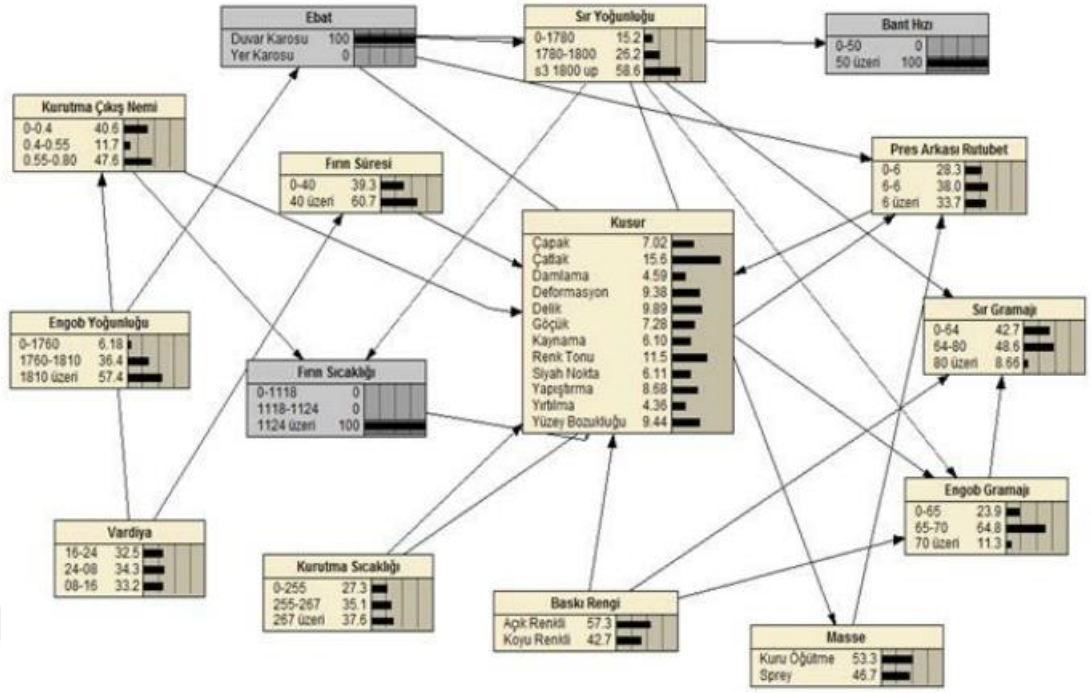 Ebat
Duvar Karosu 100
Yer Karosu 0
Sır Yoğunluğu
0-1780 15.2
1780-1800 26.2
s3 1800 up 58.6
Bant Hızı
0-50 0
50 üzeri 100
Kurutma Çıkış Nemi
0-0.4 40.6
0.4-0.55 11.7
0.55-0.80 47.6
Fırın Süresi
0-40 39.3
40 üzeri 60.7
Pres Arkası Rutubet
0-6 28.3
6-6 38.0
6 üzeri 33.7
Kusur
Çapak 7.02
Çatlak 15.6
Damlama 4.59
Deformasyon 9.38
Delik 9.89
Göçük 7.28
Kaynama 6.10
Renk Tonu 11.5
Siyah Nokta 6.11
Yapıştırma 8.68
Yırtılma 4.36
Yüzey Bozukluğu 9.44
Engob Yoğunluğu
0-1760 6.18
1760-1810 36.4
1810 üzeri 57.4
Sır Gramajı
0-64 42.7
64-80 48.6
80 üzeri 8.66
Fırın Sıcaklığı
0-1118 0
1118-1124 0
1124 üzeri 100
Engob Gramajı
0-65 23.9
65-70 64.8
70 üzeri 11.3
Vardiya
16-24 32.5
24-08 34.3
08-16 33.2
Kurutma Sıcaklığı
0-255 27.3
255-267 35.1
267 üzeri 37.6
Baskı Rengi
Açık Renkli 57.3
Koyu Renkli 42.7
Masse
Kuru Öğütme 53.3
Sprey 46.7